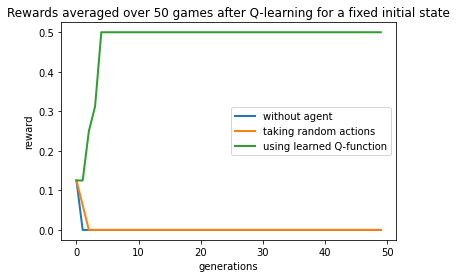 Rewards averaged over 50 games after Q-learning for a fixed initial state
0.5
0.4
0.3
0.2
0.1
0.0
reward
without agent
taking random actions
using learned Q-function
0 10 20 30 40 50
generations